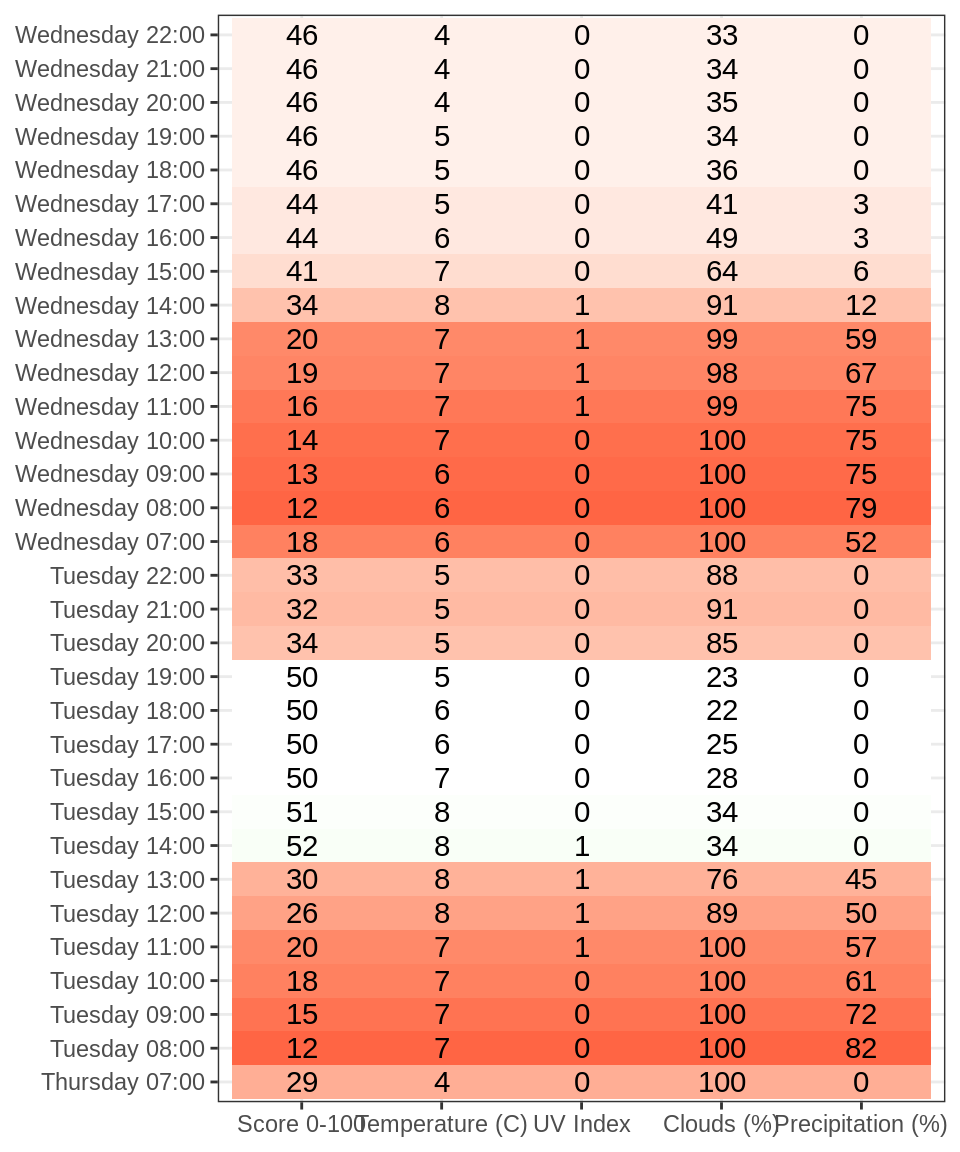 Wednesday 22:00 46 4 0 33 0
Wednesday 21:00 46 4 0 34 0
Wednesday 20:00 46 4 0 35 0
Wednesday 19:00 46 5 0 34 0
Wednesday 18:00 46 5 0 36 0
Wednesday 17:00 44 5 0 41 3
Wednesday 16:00 44 6 0 49 3
Wednesday 15:00 41 7 0 64 6
Wednesday 14:00 34 8 1 91 12
Wednesday 13:00 20 7 1 99 59
Wednesday 12:00 19 7 1 98 67
Wednesday 11:00 16 7 1 99 75
Wednesday 10:00 14 7 0 100 75
Wednesday 09:00 13 6 0 100 75
Wednesday 08:00 12 6 0 100 79
Wednesday 07:00 18 6 0 100 52
Tuesday 22:00 33 5 0 88 0
Tuesday 21:00 32 5 0 91 0
Tuesday 20:00 34 5 0 85 0
Tuesday 19:00 50 5 0 23 0
Tuesday 18:00 50 6 0 22 0
Tuesday 17:00 50 6 0 25 0
Tuesday 16:00 50 7 0 28 0
Tuesday 15:00 51 8 0 34 0
Tuesday 14:00 52 8 1 34 0
Tuesday 13:00 30 8 1 76 45
Tuesday 12:00 26 8 1 89 50
Tuesday 11:00 20 7 1 100 57
Tuesday 10:00 18 7 0 100 61
Tuesday 09:00 15 7 0 100 72
Tuesday 08:00 12 7 0 100 82
Thursday 07:00 29 4 0 100 0
Score 0-100 Temperature (C) UV Index Clouds (%) Precipitation (%)